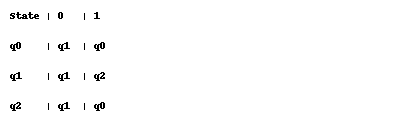 state | 0 | 1
q0 | q1 | q0
q1 | q1 | q2
q2 | q1 | q0